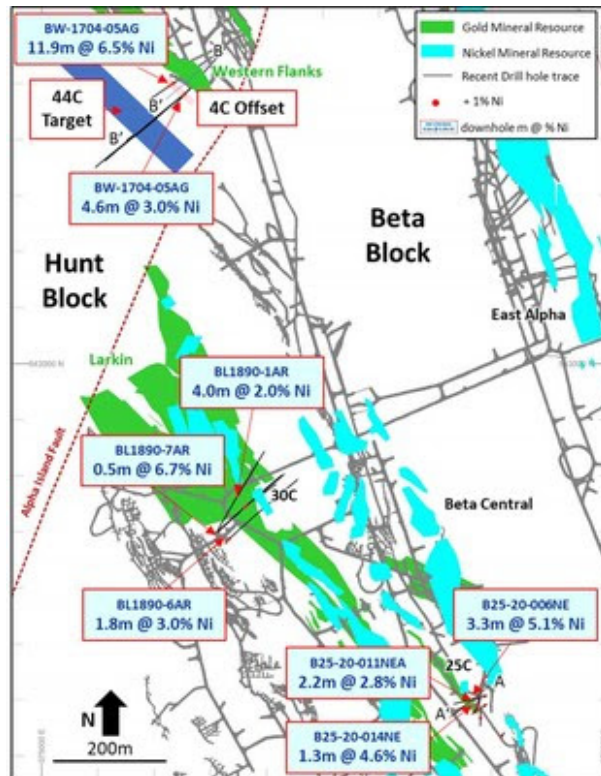 BW-1704-05AG
11.9m @ 6.5% Ni
Gold Mineral Resource
Nickel Mineral Resource
Recent Drill hole trace
+ 1% Ni
downhole m @ % Ni
B
Western Flanks
44C
Target
B'
4C Offset
B'
BW-1704-05AG
4.6m @ 3.0% Ni
Beta
Block
Hunt
Block
East Alpha
Larkin
BL1890-1AR
4.0m @ 2.0% Ni
BL1890-7AR
0.5m @ 6.7% Ni
Alpha Island Fault
30C
Beta Central
BL1890-6AR
1.8m @ 3.0% Ni
B25-20-006NE
3.3m @ 5.1% Ni
B25-20-011NEA
2.2m @ 2.8% Ni
25C
A
A'
B25-20-014NE
1.3m @ 4.6% Ni
N
200m